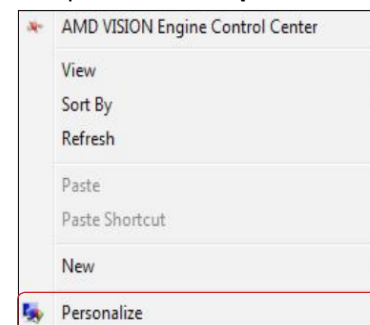 AMD VISION Engine Control Center
View
Sort By
Refresh
Paste
Paste Shortcut
New
Personalize